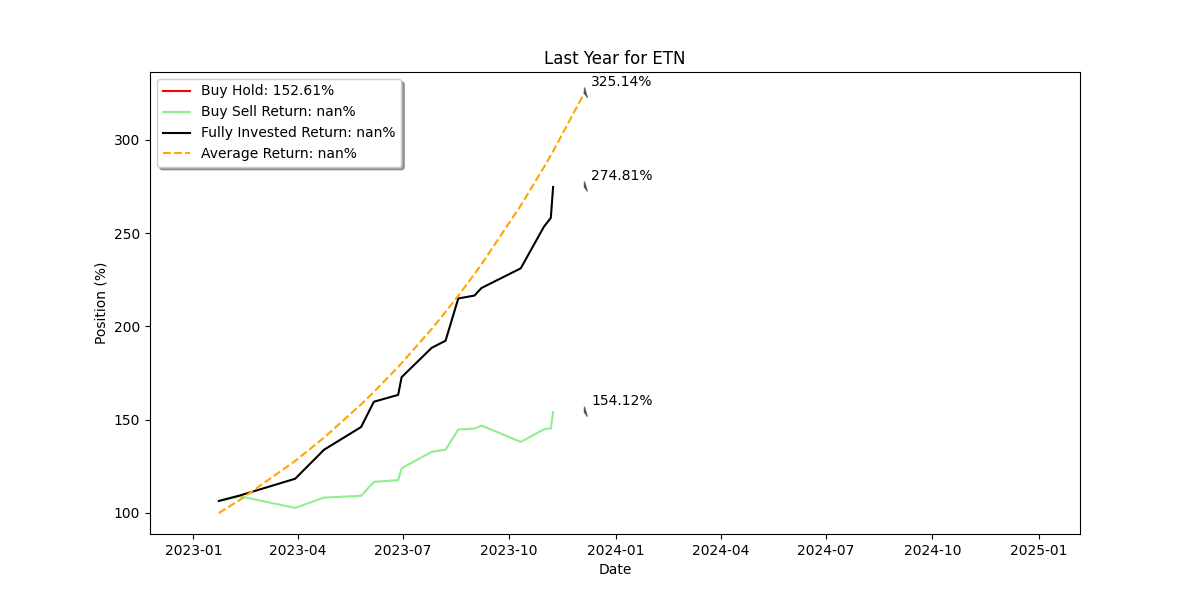 Last Year for ETN
Buy Hold: 152.61%
Buy Sell Return: nan%
Fully Invested Return: nan%
Average Return: nan%
325.14%
274.81%
154.12%
Position (%)
300
250
200
150
100
2023-01 2023-04 2023-07 2023-10 2024-01 2024-04 2024-07 2024-10 2025-01
Date